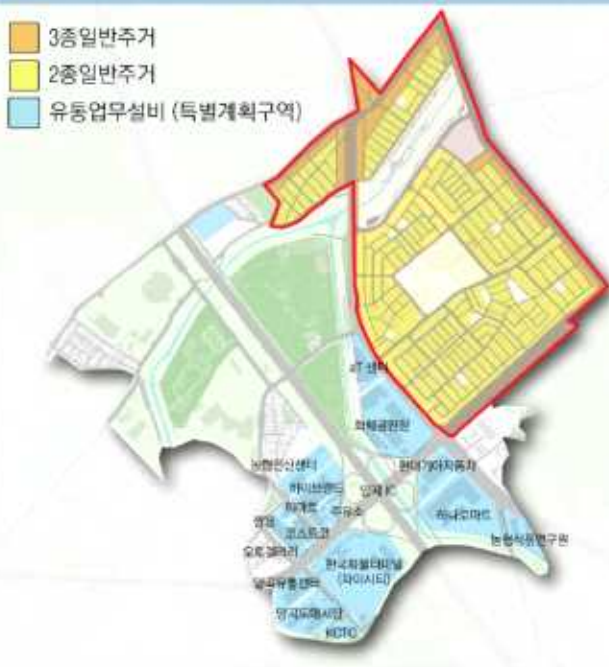 3종일반주거
2종일반주거
유통업무설비 (특별계획구역)
aT 센터
화훼공판장
농협전산센터
현대기아자동차
하이브랜드
양재 IC
이마트
주유소
하나로마트
코스트코
농협식품연구원
오토갤러리
한국화물터미널
(파이시티)
양곡유통센터
양곡도매시장
KCTC